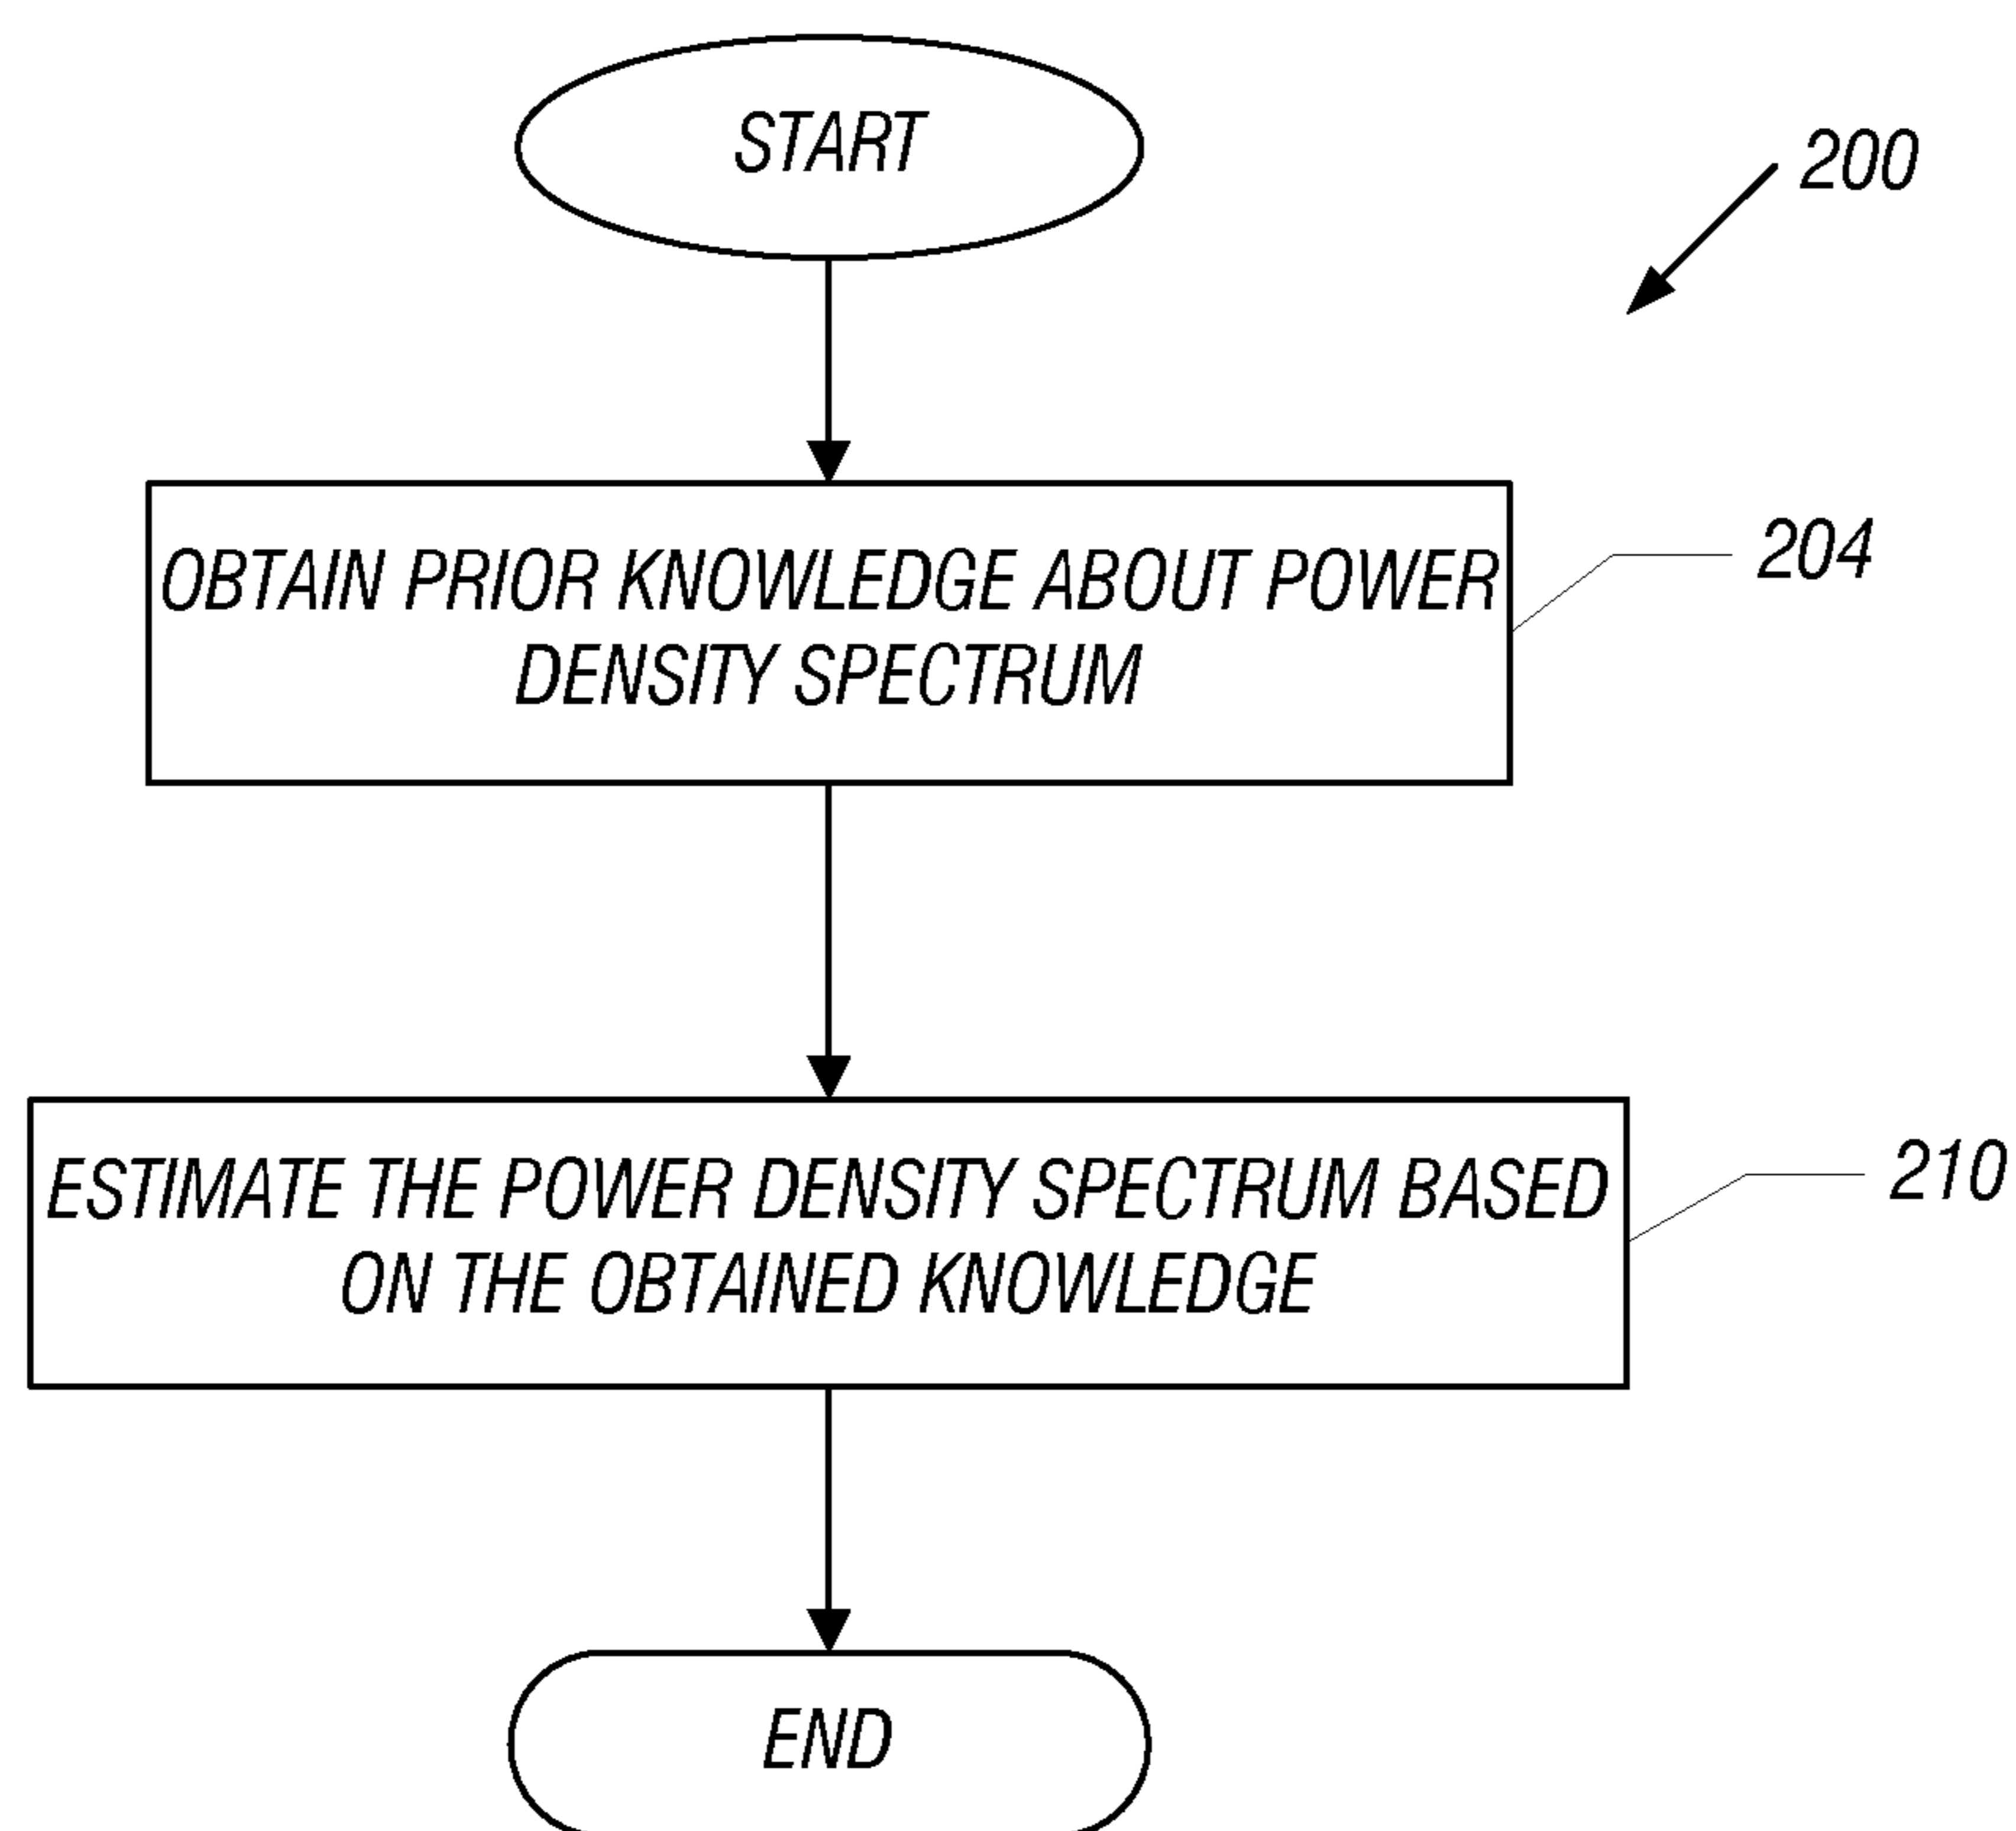 START
200
OBTAIN PRIOR KNOWLEDGE ABOUT POWER
DENSITY SPECTRUM
204
ESTIMATE THE POWER DENSITY SPECTRUM BASED
ON THE OBTAINED KNOWLEDGE
210
END